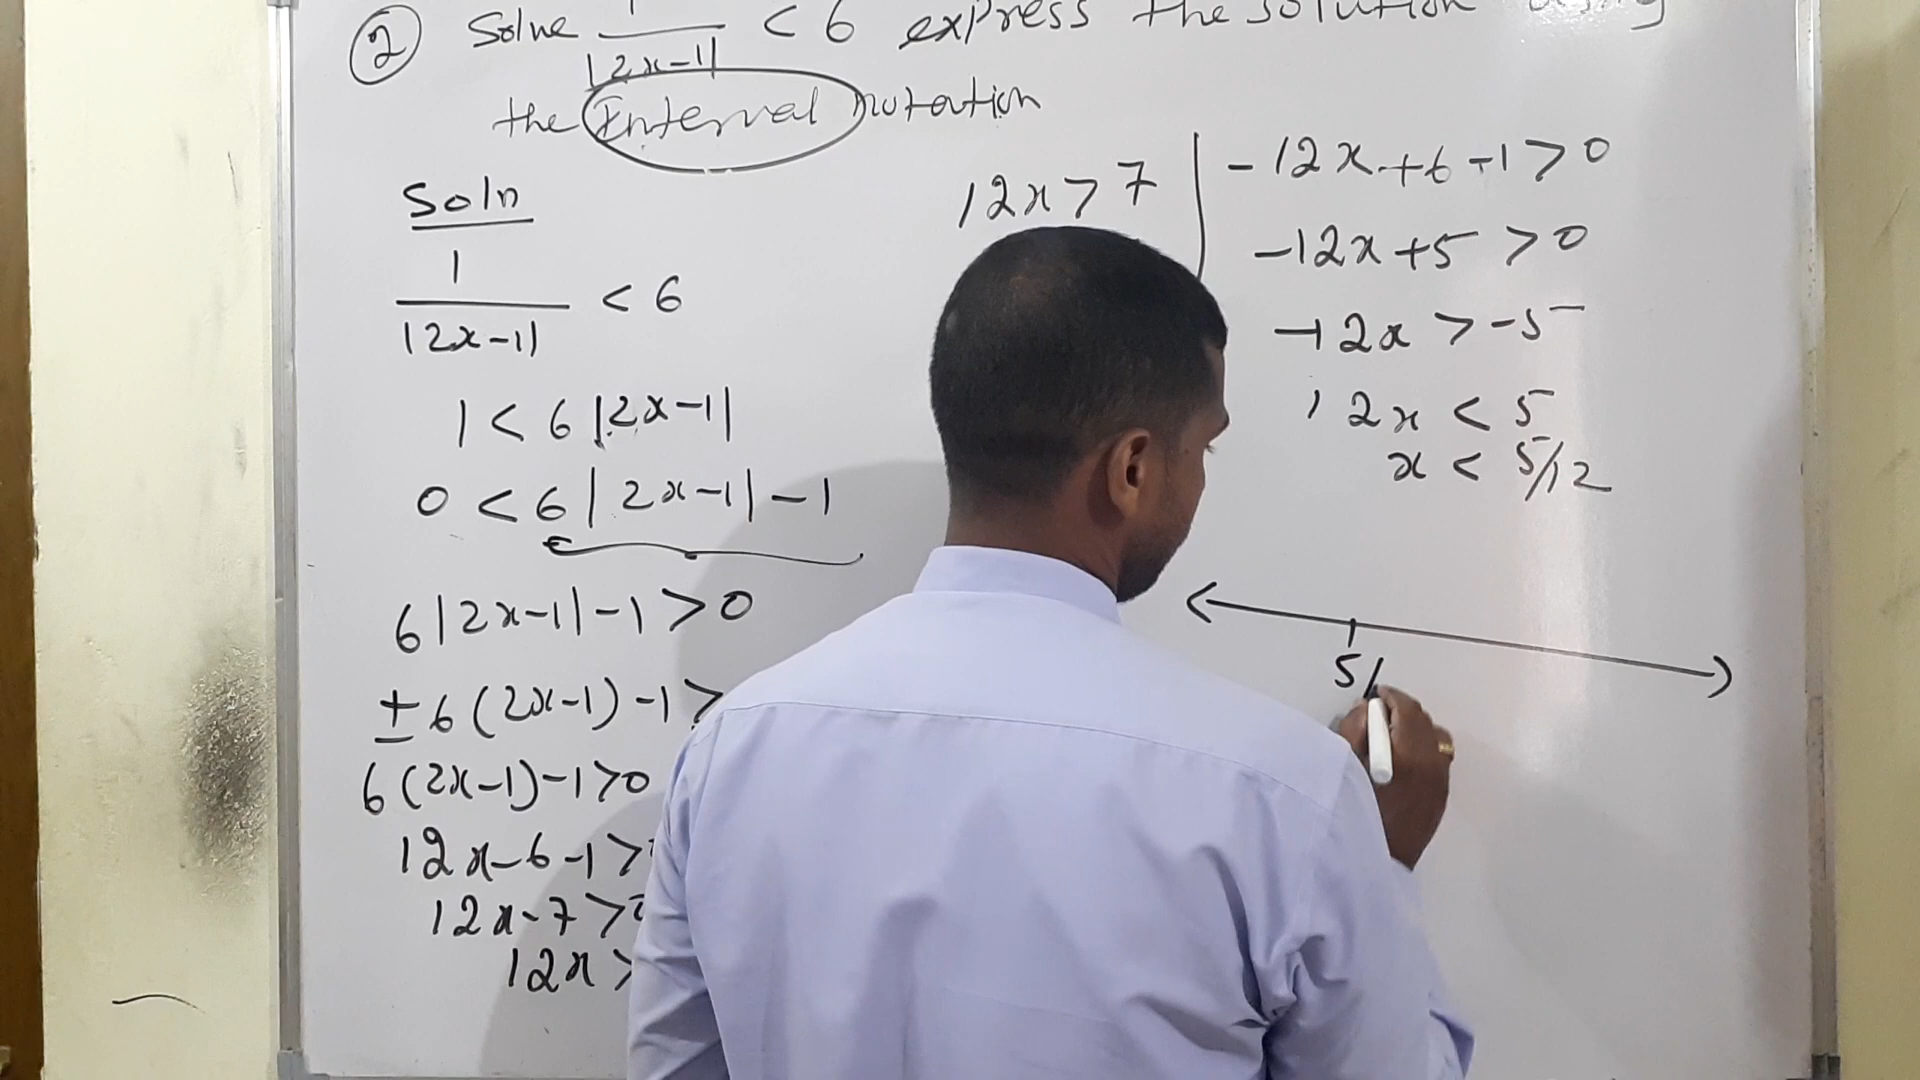 ② Solve 1/|2x-1| < 6 express the solution using
the Interval nutation
Soln
1/|2x-1| < 6
1 < 6|2x-1|
0 < 6|2x-1| - 1
6|2x-1| - 1 > 0
± 6(2x-1) - 1 >
6(2x-1) - 1 > 0
12x - 6 - 1 >
12x - 7 > 0
12x >
12x > 7
-12x + 6 - 1 > 0
-12x + 5 > 0
-12x > -5
12x < 5
x < 5/12
5/